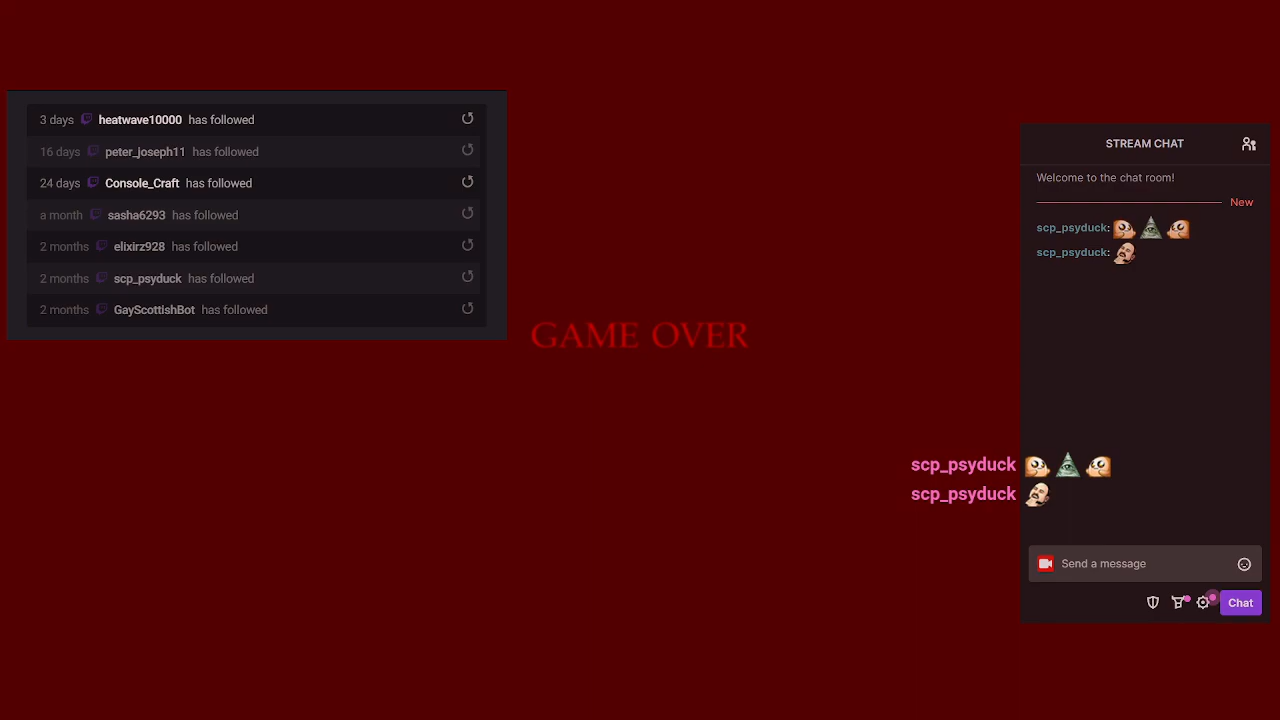 3 days heatwave10000 has followed
16 days peter_joseph11 has followed
24 days Console_Craft has followed
a month sasha6293 has followed
2 months elixirz928 has followed
2 months scp_psyduck has followed
2 months GayScottishBot has followed
GAME OVER
STREAM CHAT
Welcome to the chat room!
New
scp_psyduck:
scp_psyduck:
scp_psyduck
scp_psyduck
Send a message
Chat